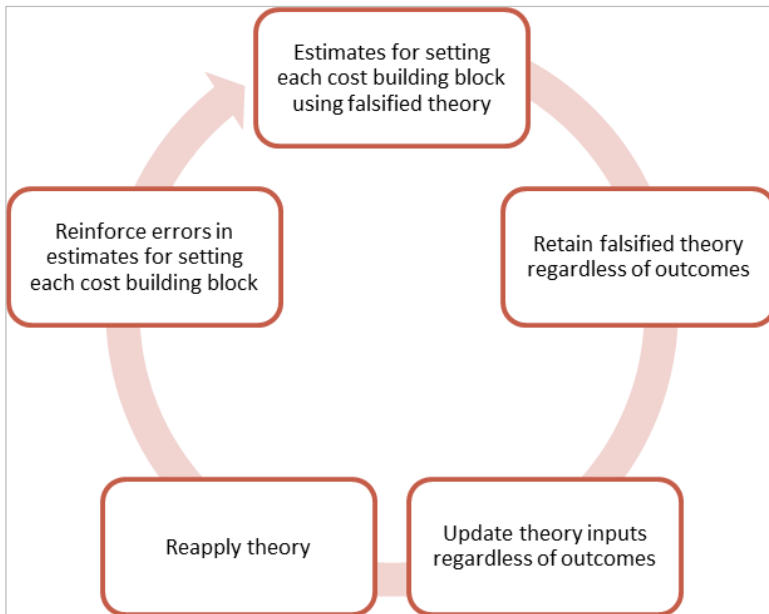 Estimates for setting
each cost building block
using falsified theory
Retain falsified theory
regardless of outcomes
Update theory inputs
regardless of outcomes
Reapply theory
Reinforce errors in
estimates for setting
each cost building block